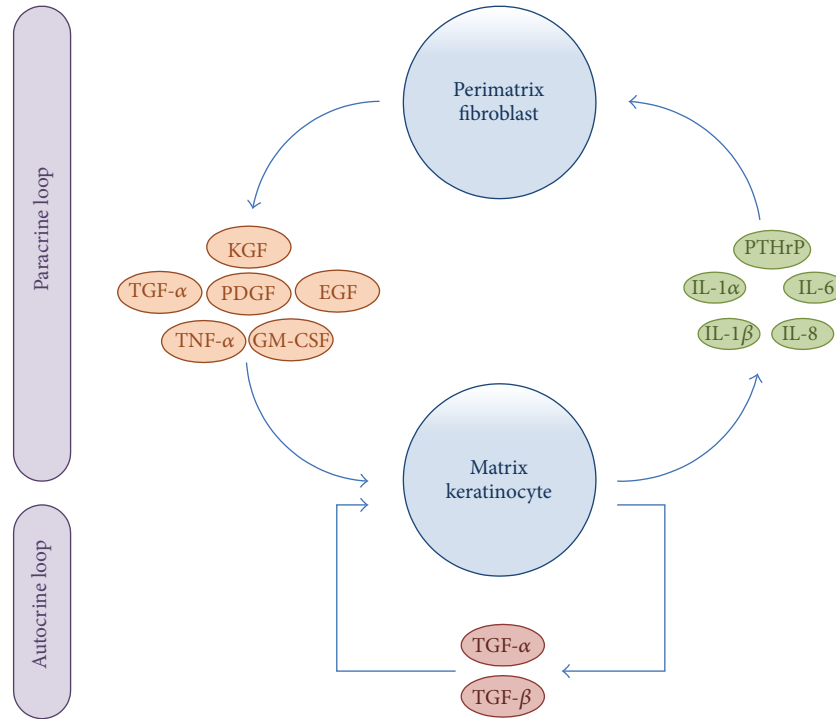 Paracrine loop
Autocrine loop
Perimatrix
fibroblast
KGF
TGF-α
PDGF
EGF
TNF-α
GM-CSF
PTHrP
IL-1α
IL-6
IL-1β
IL-8
Matrix
keratinocyte
TGF-α
TGF-β